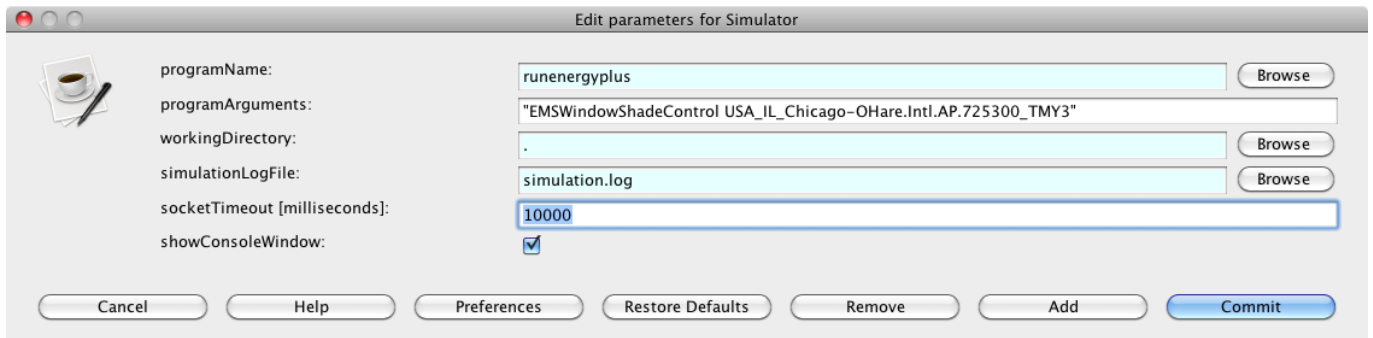 Edit parameters for Simulator
programName:
runenergyplus
Browse
programArguments:
"EMSWindowShadeControl USA_IL_Chicago-OHare.Intl.AP.725300_TMY3"
workingDirectory:
.
Browse
simulationLogFile:
simulation.log
Browse
socketTimeout [milliseconds]:
10000
showConsoleWindow:
Cancel
Help
Preferences
Restore Defaults
Remove
Add
Commit